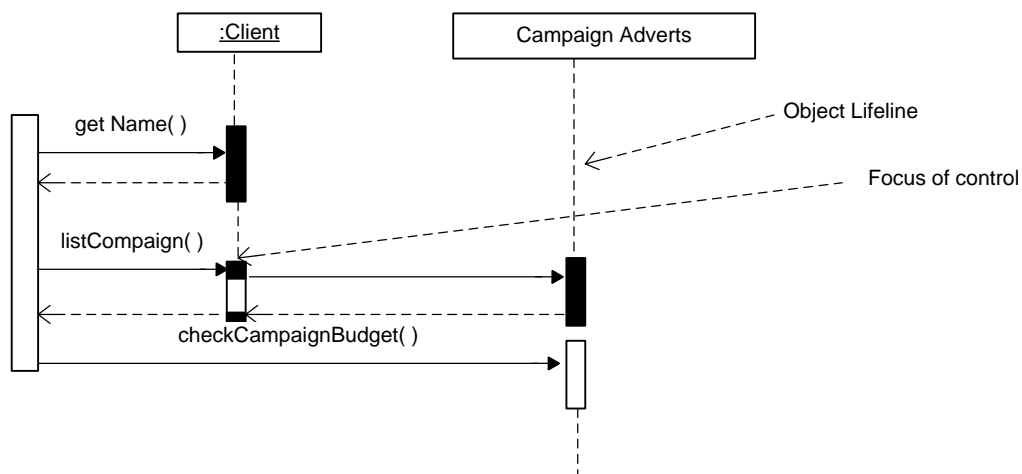 :Client
Campaign Adverts
get Name( )
Object Lifeline
Focus of control
listCompaign( )
checkCampaignBudget( )